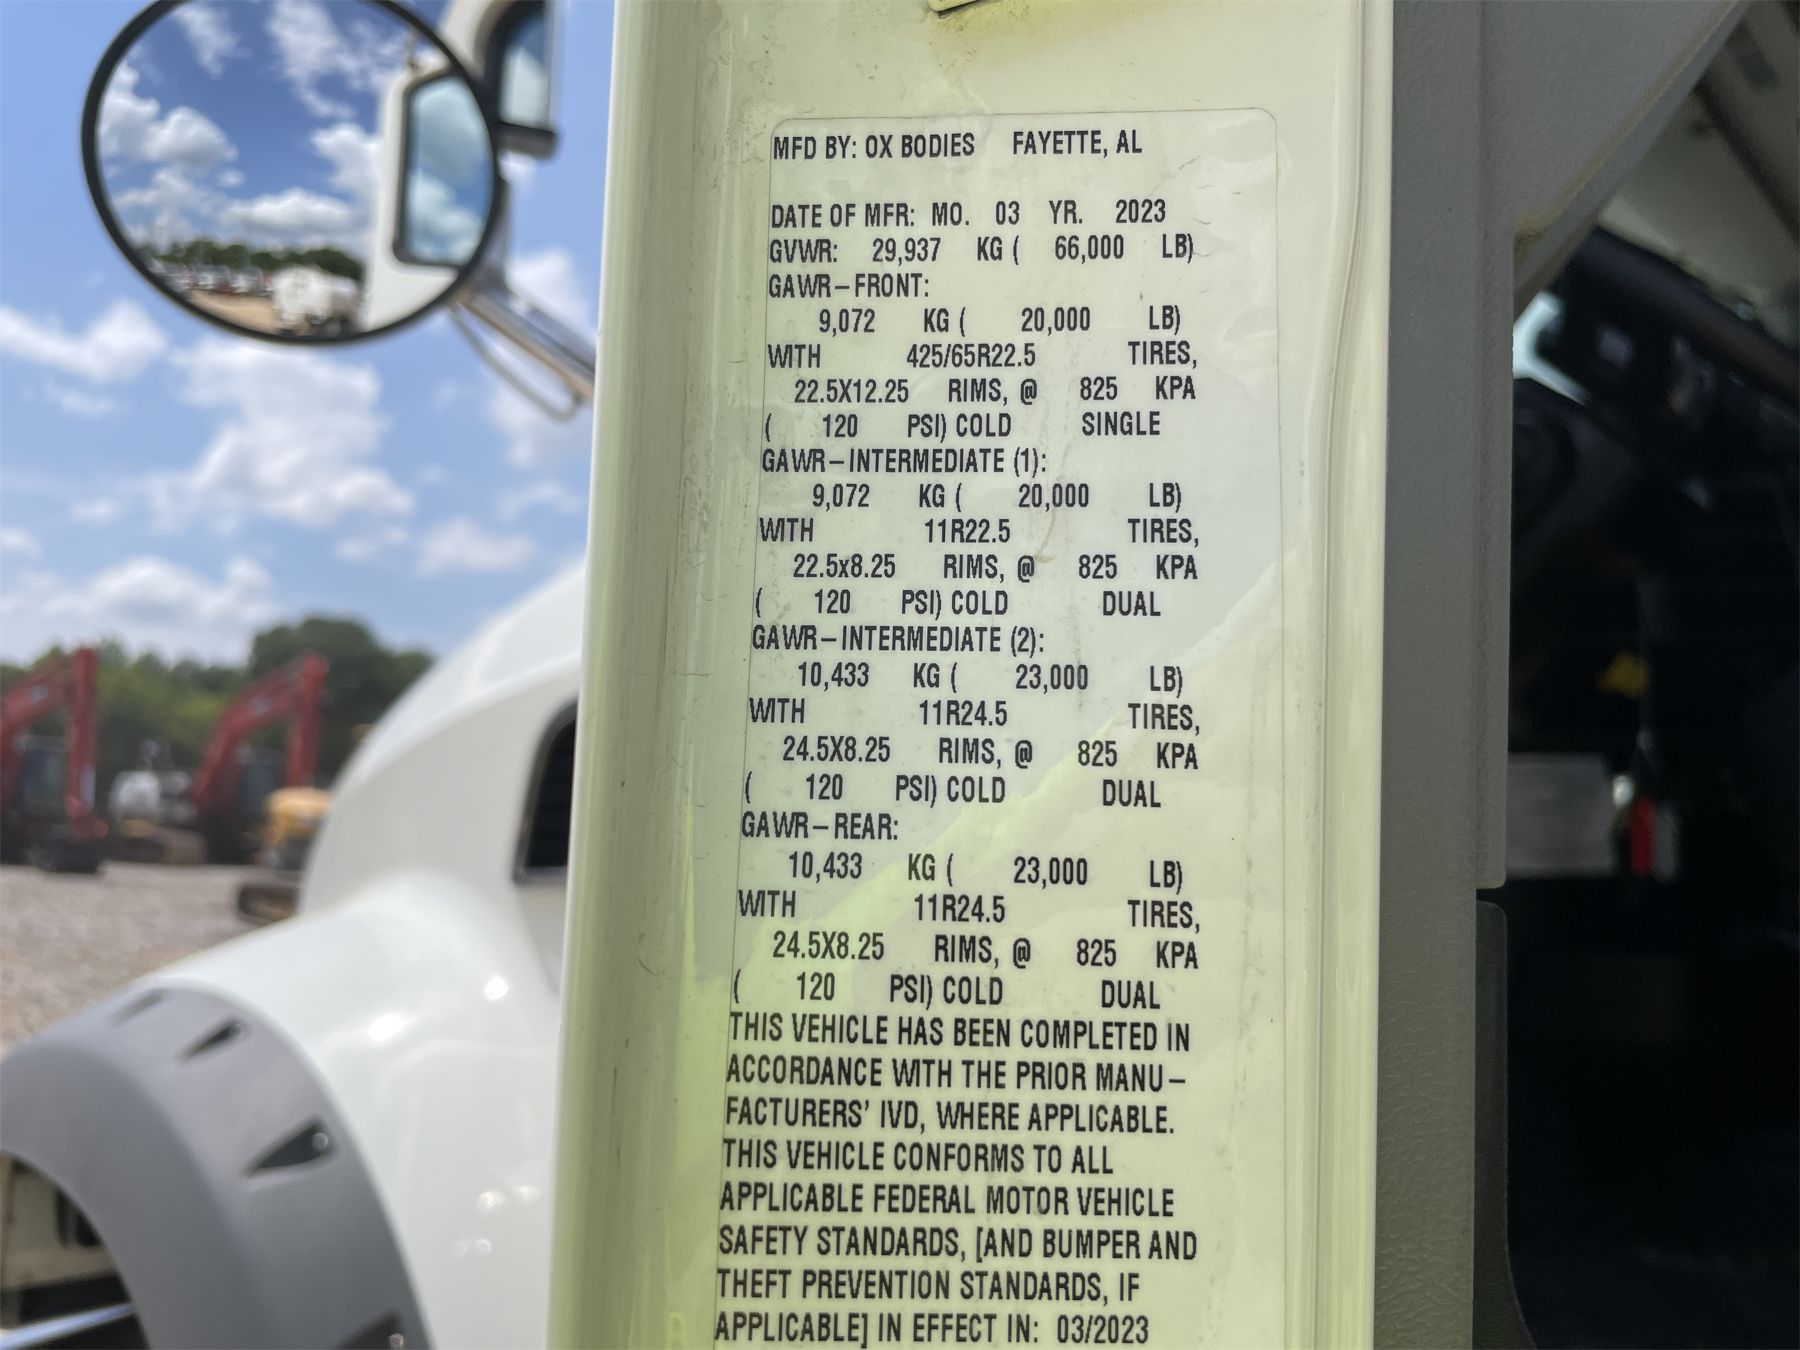 MFD BY: OX BODIES FAYETTE, AL
DATE OF MFR: MO. 03 YR. 2023
GVWR: 29,937 KG ( 66,000 LB)
GAWR-FRONT:
9,072 KG ( 20,000 LB)
WITH 425/65R22.5 TIRES,
22.5X12.25 RIMS, @ 825 KPA
( 120 PSI) COLD SINGLE
GAWR-INTERMEDIATE (1):
9,072 KG ( 20,000 LB)
WITH 11R22.5 TIRES,
22.5x8.25 RIMS, @ 825 KPA
( 120 PSI) COLD DUAL
GAWR-INTERMEDIATE (2):
10,433 KG ( 23,000 LB)
WITH 11R24.5 TIRES,
24.5X8.25 RIMS, @ 825 KPA
( 120 PSI) COLD DUAL
GAWR-REAR:
10,433 KG ( 23,000 LB)
WITH 11R24.5 TIRES,
24.5X8.25 RIMS, @ 825 KPA
( 120 PSI) COLD DUAL
THIS VEHICLE HAS BEEN COMPLETED IN
ACCORDANCE WITH THE PRIOR MANU-
FACTURERS' IVD, WHERE APPLICABLE.
THIS VEHICLE CONFORMS TO ALL
APPLICABLE FEDERAL MOTOR VEHICLE
SAFETY STANDARDS, [AND BUMPER AND
THEFT PREVENTION STANDARDS, IF
APPLICABLE] IN EFFECT IN: 03/2023